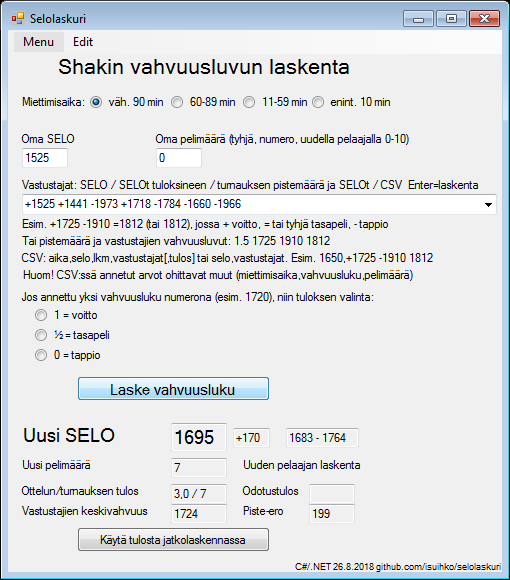 Selolaskuri
Menu Edit
Shakin vahvuusluvun laskenta
Miettimisaika: väh. 90 min 60-89 min 11-59 min enint. 10 min
Oma SELO Oma pelimäärä (tyhjä, numero, uudella pelaajalla 0-10)
1525 0
Vastustajat: SELO / SELOt tuloksineen / turnauksen pistemäärä ja SELOt / CSV Enter=laskenta
+1525 +1441 -1973 +1718 -1784 -1660 -1966
Esim. +1725 -1910 =1812 (tai 1812), jossa + voitto, = tai tyhjä tasapeli, - tappio
Tai pistemäärä ja vastustajien vahvuusluvut: 1.5 1725 1910 1812
CSV: aika,selo,lkm,vastustajat[,tulos] tai selo,vastustajat. Esim. 1650,+1725 -1910 1812
Huom! CSV:ssä annetut arvot ohittavat muut (miettimisaika,vahvuusluku,pelimäärä)
Jos annettu yksi vahvuusluku numerona (esim. 1720), niin tuloksen valinta:
1 = voitto
½ = tasapeli
0 = tappio
Laske vahvuusluku
Uusi SELO 1695 +170 1683 - 1764
Uusi pelimäärä 7 Uuden pelaajan laskenta
Ottelun/turnauksen tulos 3,0 / 7 Odotustulos
Vastustajien keskivahvuus 1724 Piste-ero 199
Käytä tulosta jatkolaskennassa
C#/.NET 26.8.2018 github.com/isuihko/selolaskuri